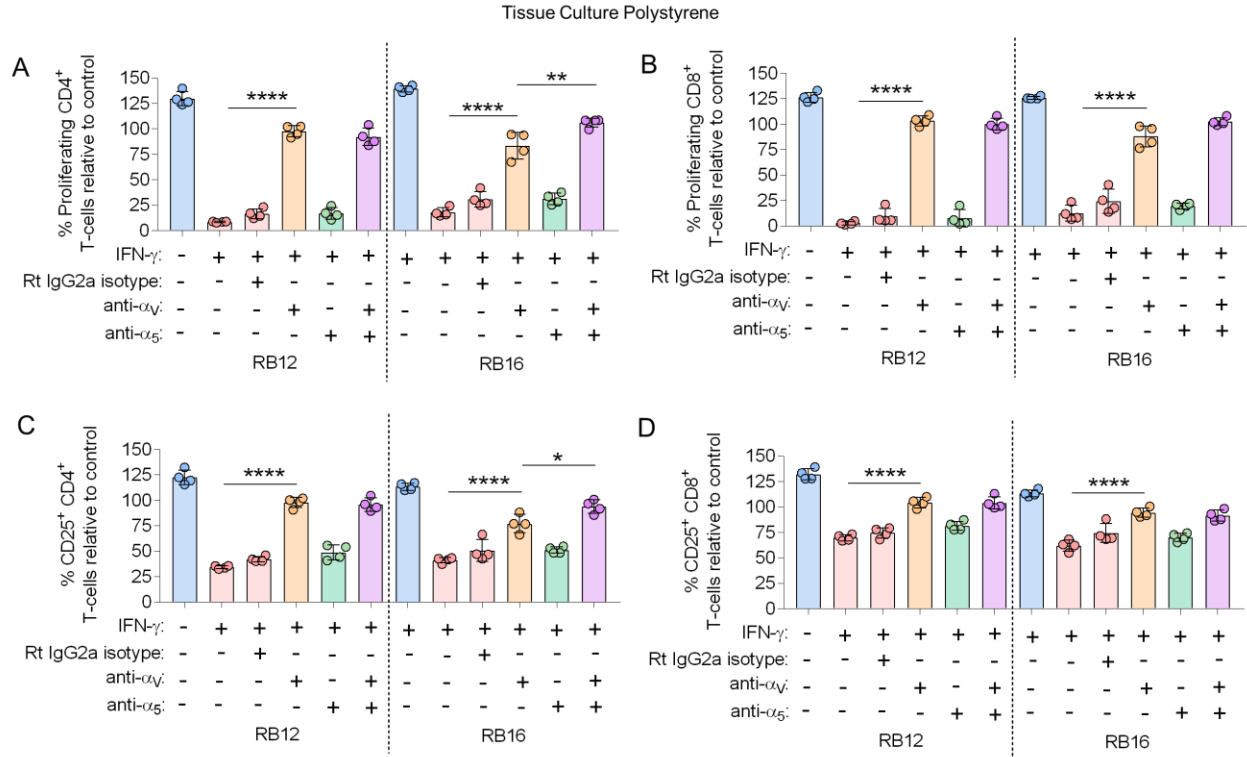 Tissue Culture Polystyrene
A
% Proliferating CD4⁺
T-cells relative to control
150
125
100
75
50
25
0
****
****
**
IFN-γ: - + + + + + + + + + + +
Rt IgG2a isotype: - - + - - - - - + - - -
anti-αV: - - - + - + - - - + - +
anti-α5: - - - - + + - - - - + +
RB12 RB16
B
% Proliferating CD8⁺
T-cells relative to control
150
125
100
75
50
25
0
****
****
IFN-γ: - + + + + + + + + + + +
Rt IgG2a isotype: - - + - - - - - + - - -
anti-αV: - - - + - + - - - + - +
anti-α5: - - - - + + - - - - + +
RB12 RB16
C
% CD25⁺ CD4⁺
T-cells relative to control
150
125
100
75
50
25
0
****
****
*
IFN-γ: - + + + + + + + + + + +
Rt IgG2a isotype: - - + - - - - - + - - -
anti-αV: - - - + - + - - - + - +
anti-α5: - - - - + + - - - - + +
RB12 RB16
D
% CD25⁺ CD8⁺
T-cells relative to control
150
125
100
75
50
25
0
****
****
IFN-γ: - + + + + + + + + + + +
Rt IgG2a isotype: - - + - - - - - + - - -
anti-αV: - - - + - + - - - + - +
anti-α5: - - - - + + - - - - + +
RB12 RB16